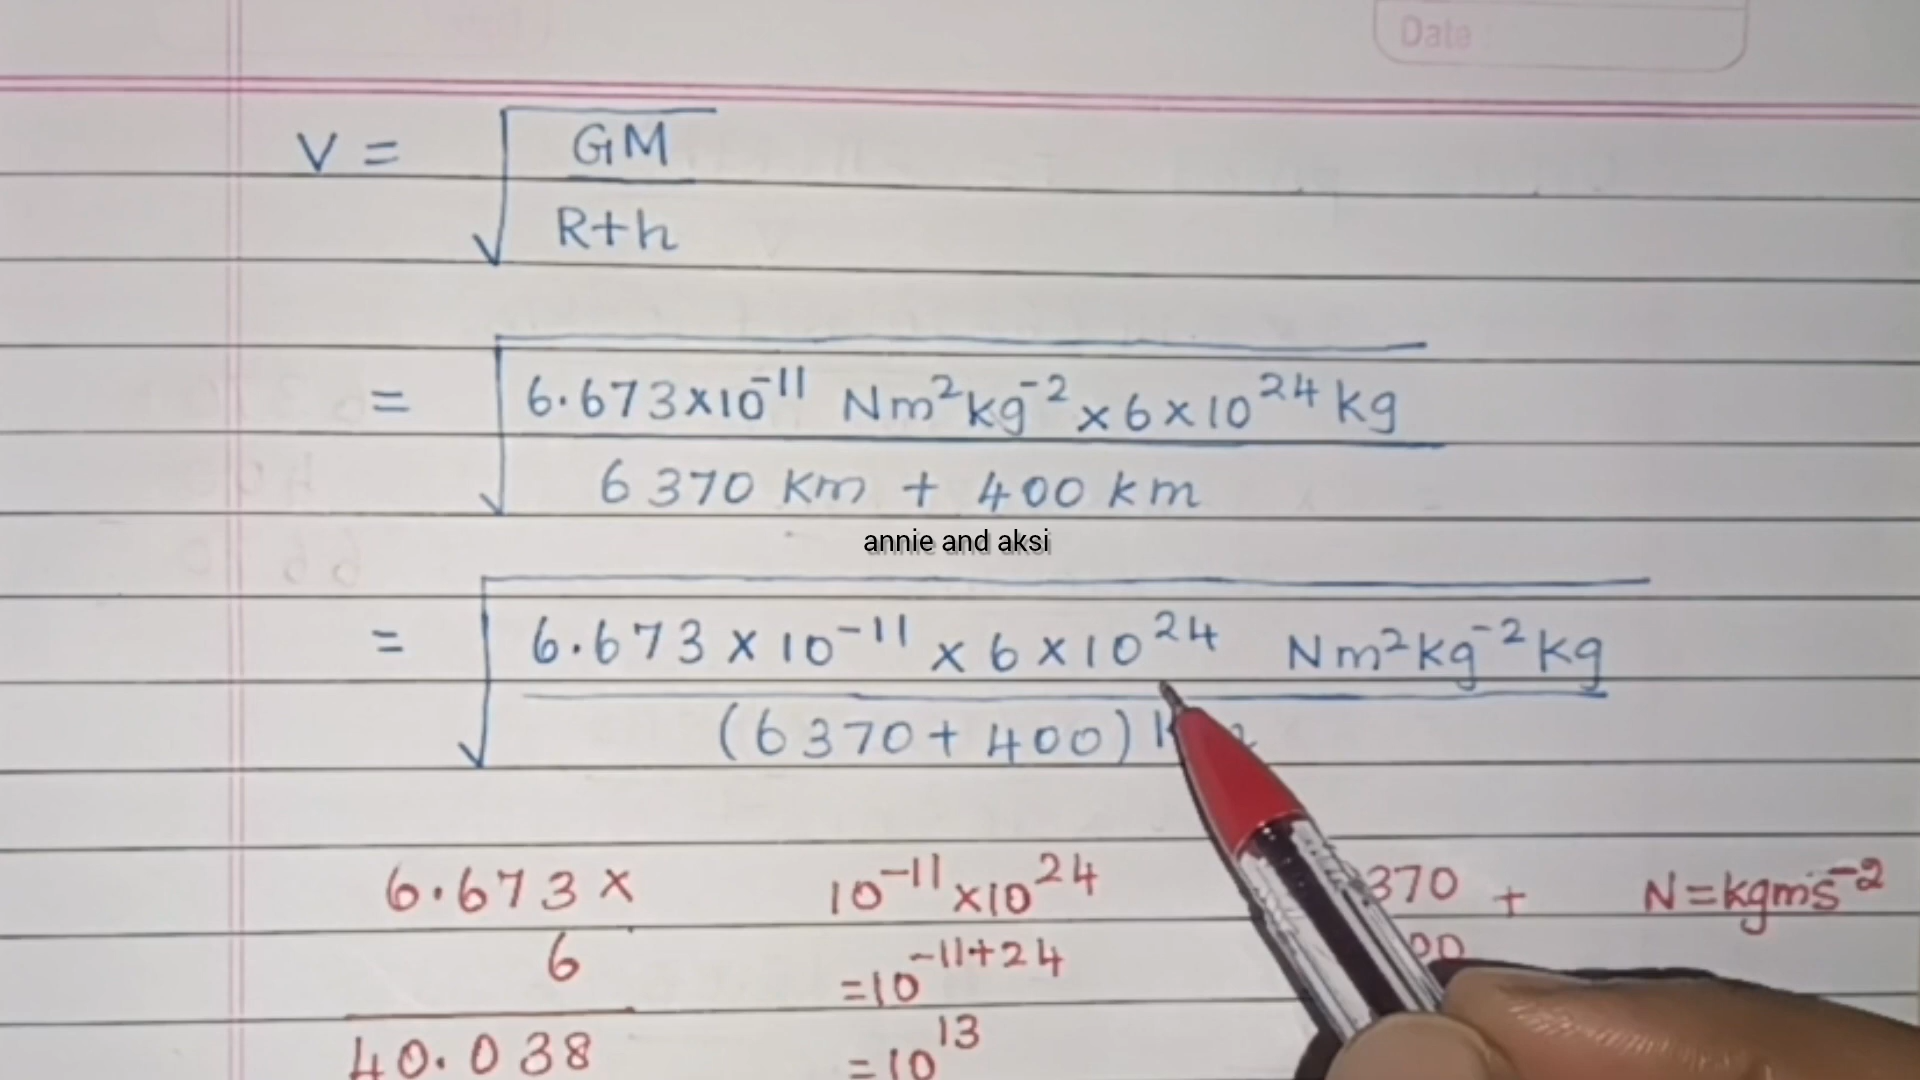 Date
V = √ GM
R+h
= √ 6.673×10⁻¹¹ Nm²kg⁻² × 6 × 10²⁴ kg
6370 km + 400 km
annie and aksi
= √ 6.673 × 10⁻¹¹ × 6 × 10²⁴ Nm²kg⁻²kg
(6370 + 400)
6.673 × 10⁻¹¹ ×10²⁴ 370 + N = kgms⁻²
6 =10⁻¹¹⁺²⁴
40.038 =10¹³